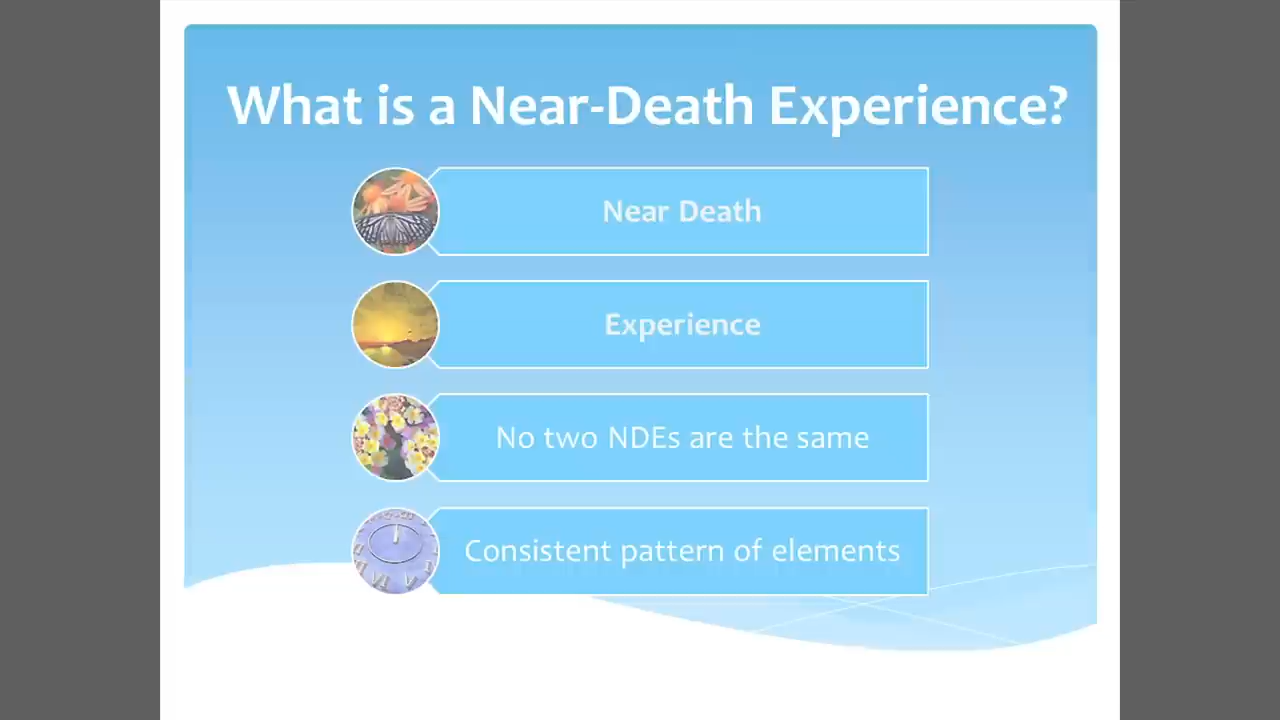 What is a Near-Death Experience?
Near Death
Experience
No two NDEs are the same
Consistent pattern of elements